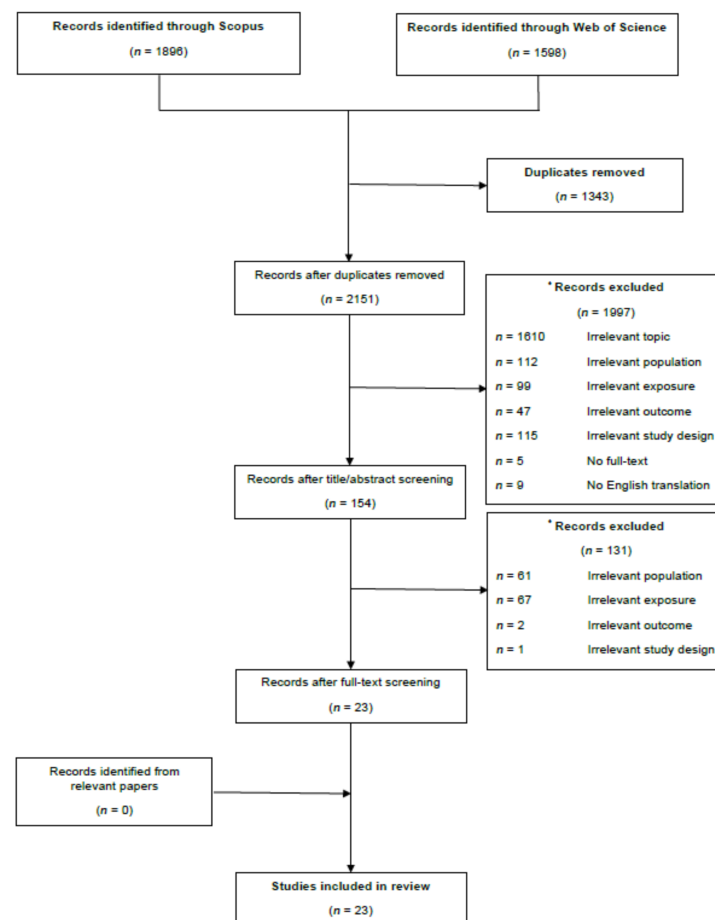 Records identified through Scopus
(n = 1896)
Records identified through Web of Science
(n = 1598)
Duplicates removed
(n = 1343)
Records after duplicates removed
(n = 2151)
* Records excluded
(n = 1997)
n = 1610 Irrelevant topic
n = 112 Irrelevant population
n = 99 Irrelevant exposure
n = 47 Irrelevant outcome
n = 115 Irrelevant study design
n = 5 No full-text
n = 9 No English translation
Records after title/abstract screening
(n = 154)
* Records excluded
(n = 131)
n = 61 Irrelevant population
n = 67 Irrelevant exposure
n = 2 Irrelevant outcome
n = 1 Irrelevant study design
Records after full-text screening
(n = 23)
Records identified from
relevant papers
(n = 0)
Studies included in review
(n = 23)